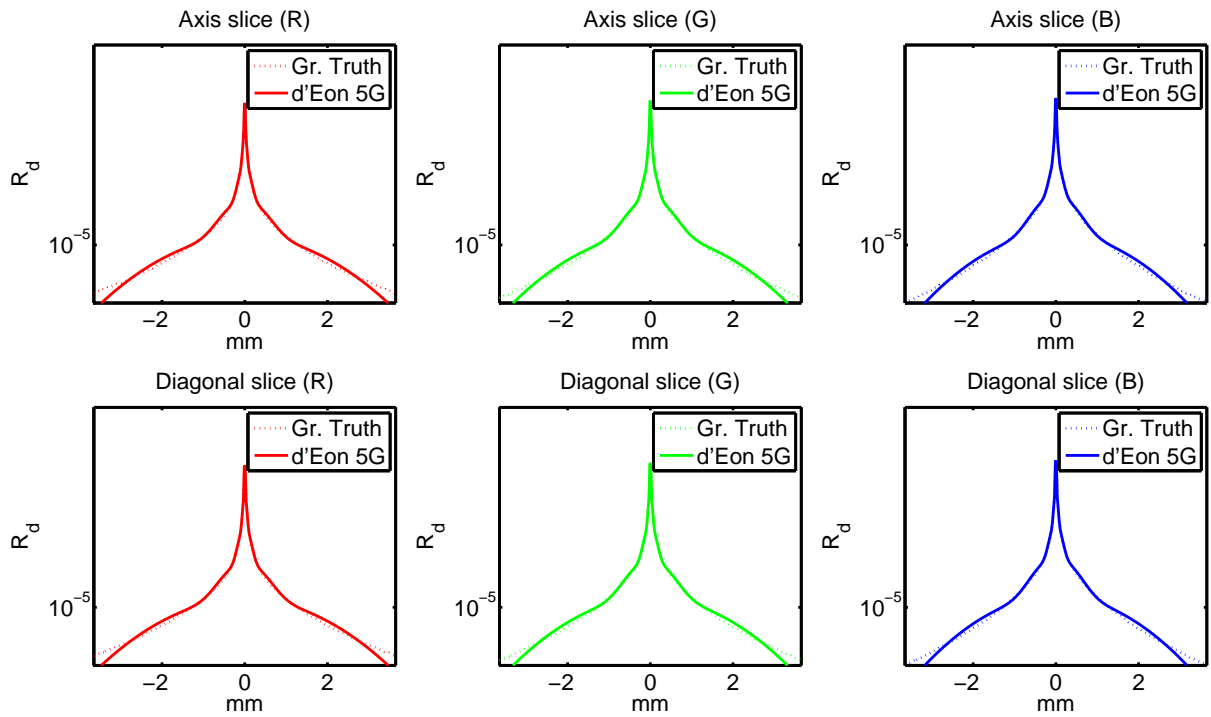 Axis slice (R)
Gr. Truth
d'Eon 5G
R_d
10^−5
−2 0 2
mm
Axis slice (G)
Gr. Truth
d'Eon 5G
R_d
10^−5
−2 0 2
mm
Axis slice (B)
Gr. Truth
d'Eon 5G
R_d
10^−5
−2 0 2
mm
Diagonal slice (R)
Gr. Truth
d'Eon 5G
R_d
10^−5
−2 0 2
mm
Diagonal slice (G)
Gr. Truth
d'Eon 5G
R_d
10^−5
−2 0 2
mm
Diagonal slice (B)
Gr. Truth
d'Eon 5G
R_d
10^−5
−2 0 2
mm